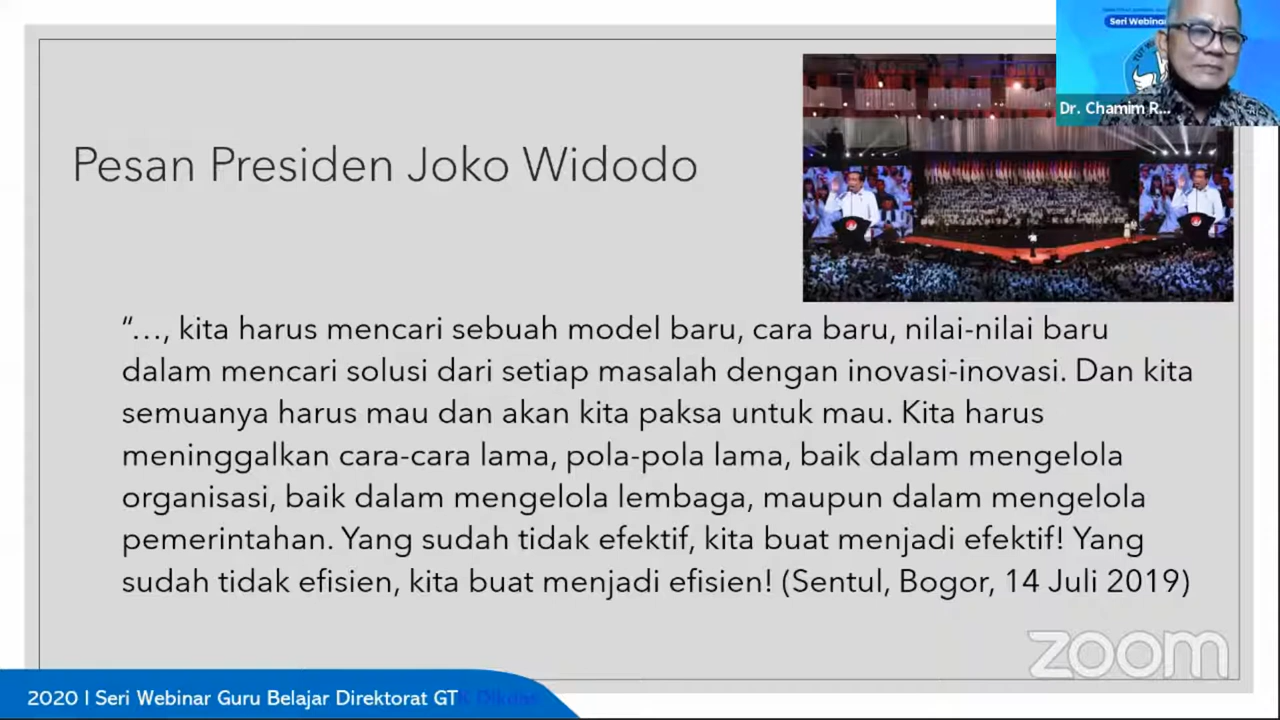 Seri Webinar
Dr. Chamim R...
Pesan Presiden Joko Widodo
“..., kita harus mencari sebuah model baru, cara baru, nilai-nilai baru
dalam mencari solusi dari setiap masalah dengan inovasi-inovasi. Dan kita
semuanya harus mau dan akan kita paksa untuk mau. Kita harus
meninggalkan cara-cara lama, pola-pola lama, baik dalam mengelola
organisasi, baik dalam mengelola lembaga, maupun dalam mengelola
pemerintahan. Yang sudah tidak efektif, kita buat menjadi efektif! Yang
sudah tidak efisien, kita buat menjadi efisien! (Sentul, Bogor, 14 Juli 2019)
zoom
2020 I Seri Webinar Guru Belajar Direktorat GT